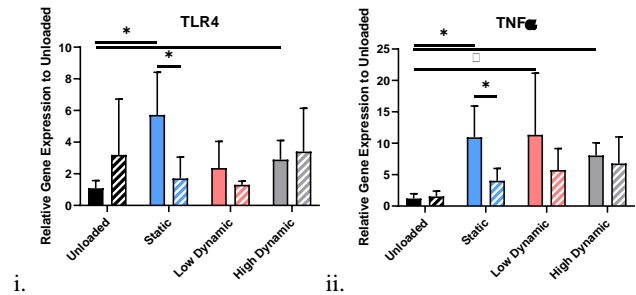 TLR4
*
*
Relative Gene Expression to Unloaded
10
8
6
4
2
0
Unloaded
Static
Low Dynamic
High Dynamic
i.
TNFα
*
*
Relative Gene Expression to Unloaded
25
20
15
10
5
0
Unloaded
Static
Low Dynamic
High Dynamic
ii.